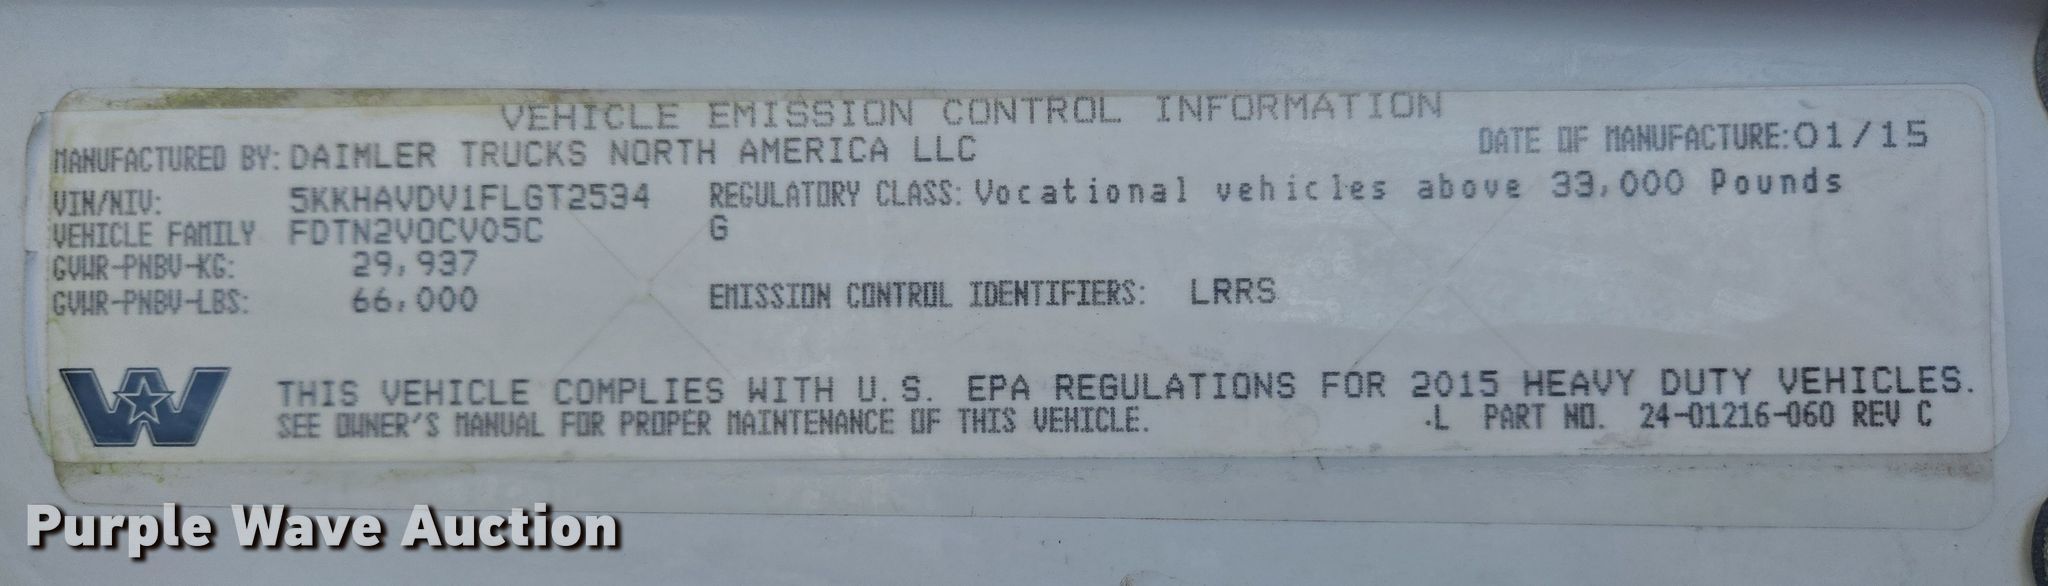 VEHICLE EMISSION CONTROL INFORMATION
MANUFACTURED BY: DAIMLER TRUCKS NORTH AMERICA LLC DATE OF MANUFACTURE: 01/15
VIN/NIV: 5KKHAVDV1FLGT2534 REGULATORY CLASS: Vocational vehicles above 33,000 Pounds
VEHICLE FAMILY FDTN2VOCV05C G
GVWR-PNBV-KG: 29,937
GVWR-PNBV-LBS: 66,000 EMISSION CONTROL IDENTIFIERS: LRRS
W
THIS VEHICLE COMPLIES WITH U.S. EPA REGULATIONS FOR 2015 HEAVY DUTY VEHICLES.
SEE OWNER'S MANUAL FOR PROPER MAINTENANCE OF THIS VEHICLE. .L PART NO. 24-01216-060 REV C
Purple Wave Auction